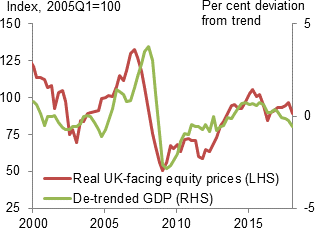 Index, 2005Q1=100
Per cent deviation
from trend
150
125
100
75
50
25
5
0
-5
Real UK-facing equity prices (LHS)
De-trended GDP (RHS)
2000
2005
2010
2015